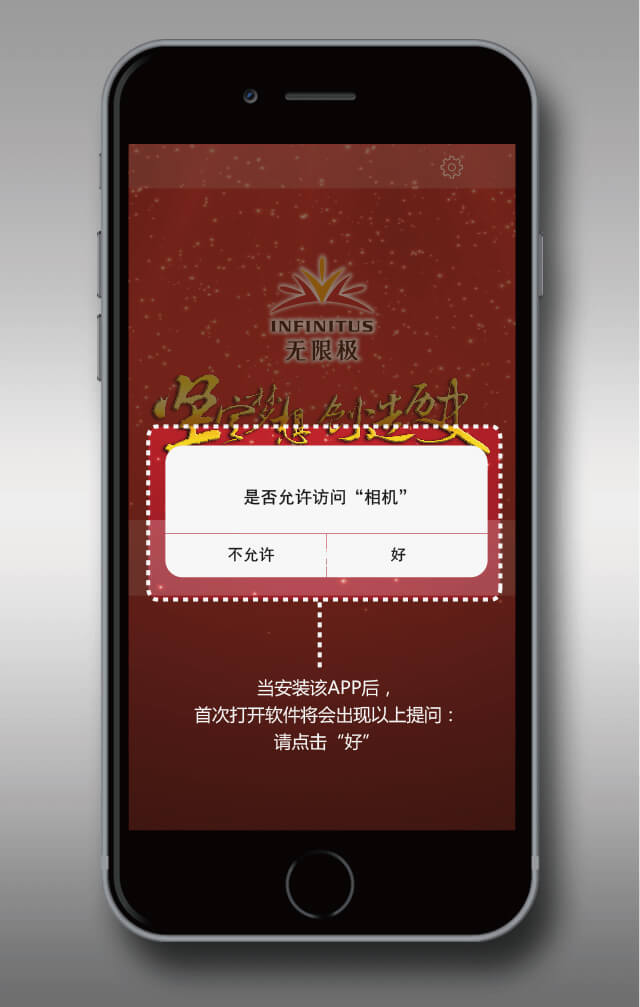 INFINITUS
无限极
坚定梦想 创造历史
是否允许访问“相机”
不允许
好
当安装该APP后，
首次打开软件将会出现以上提问：
请点击“好”